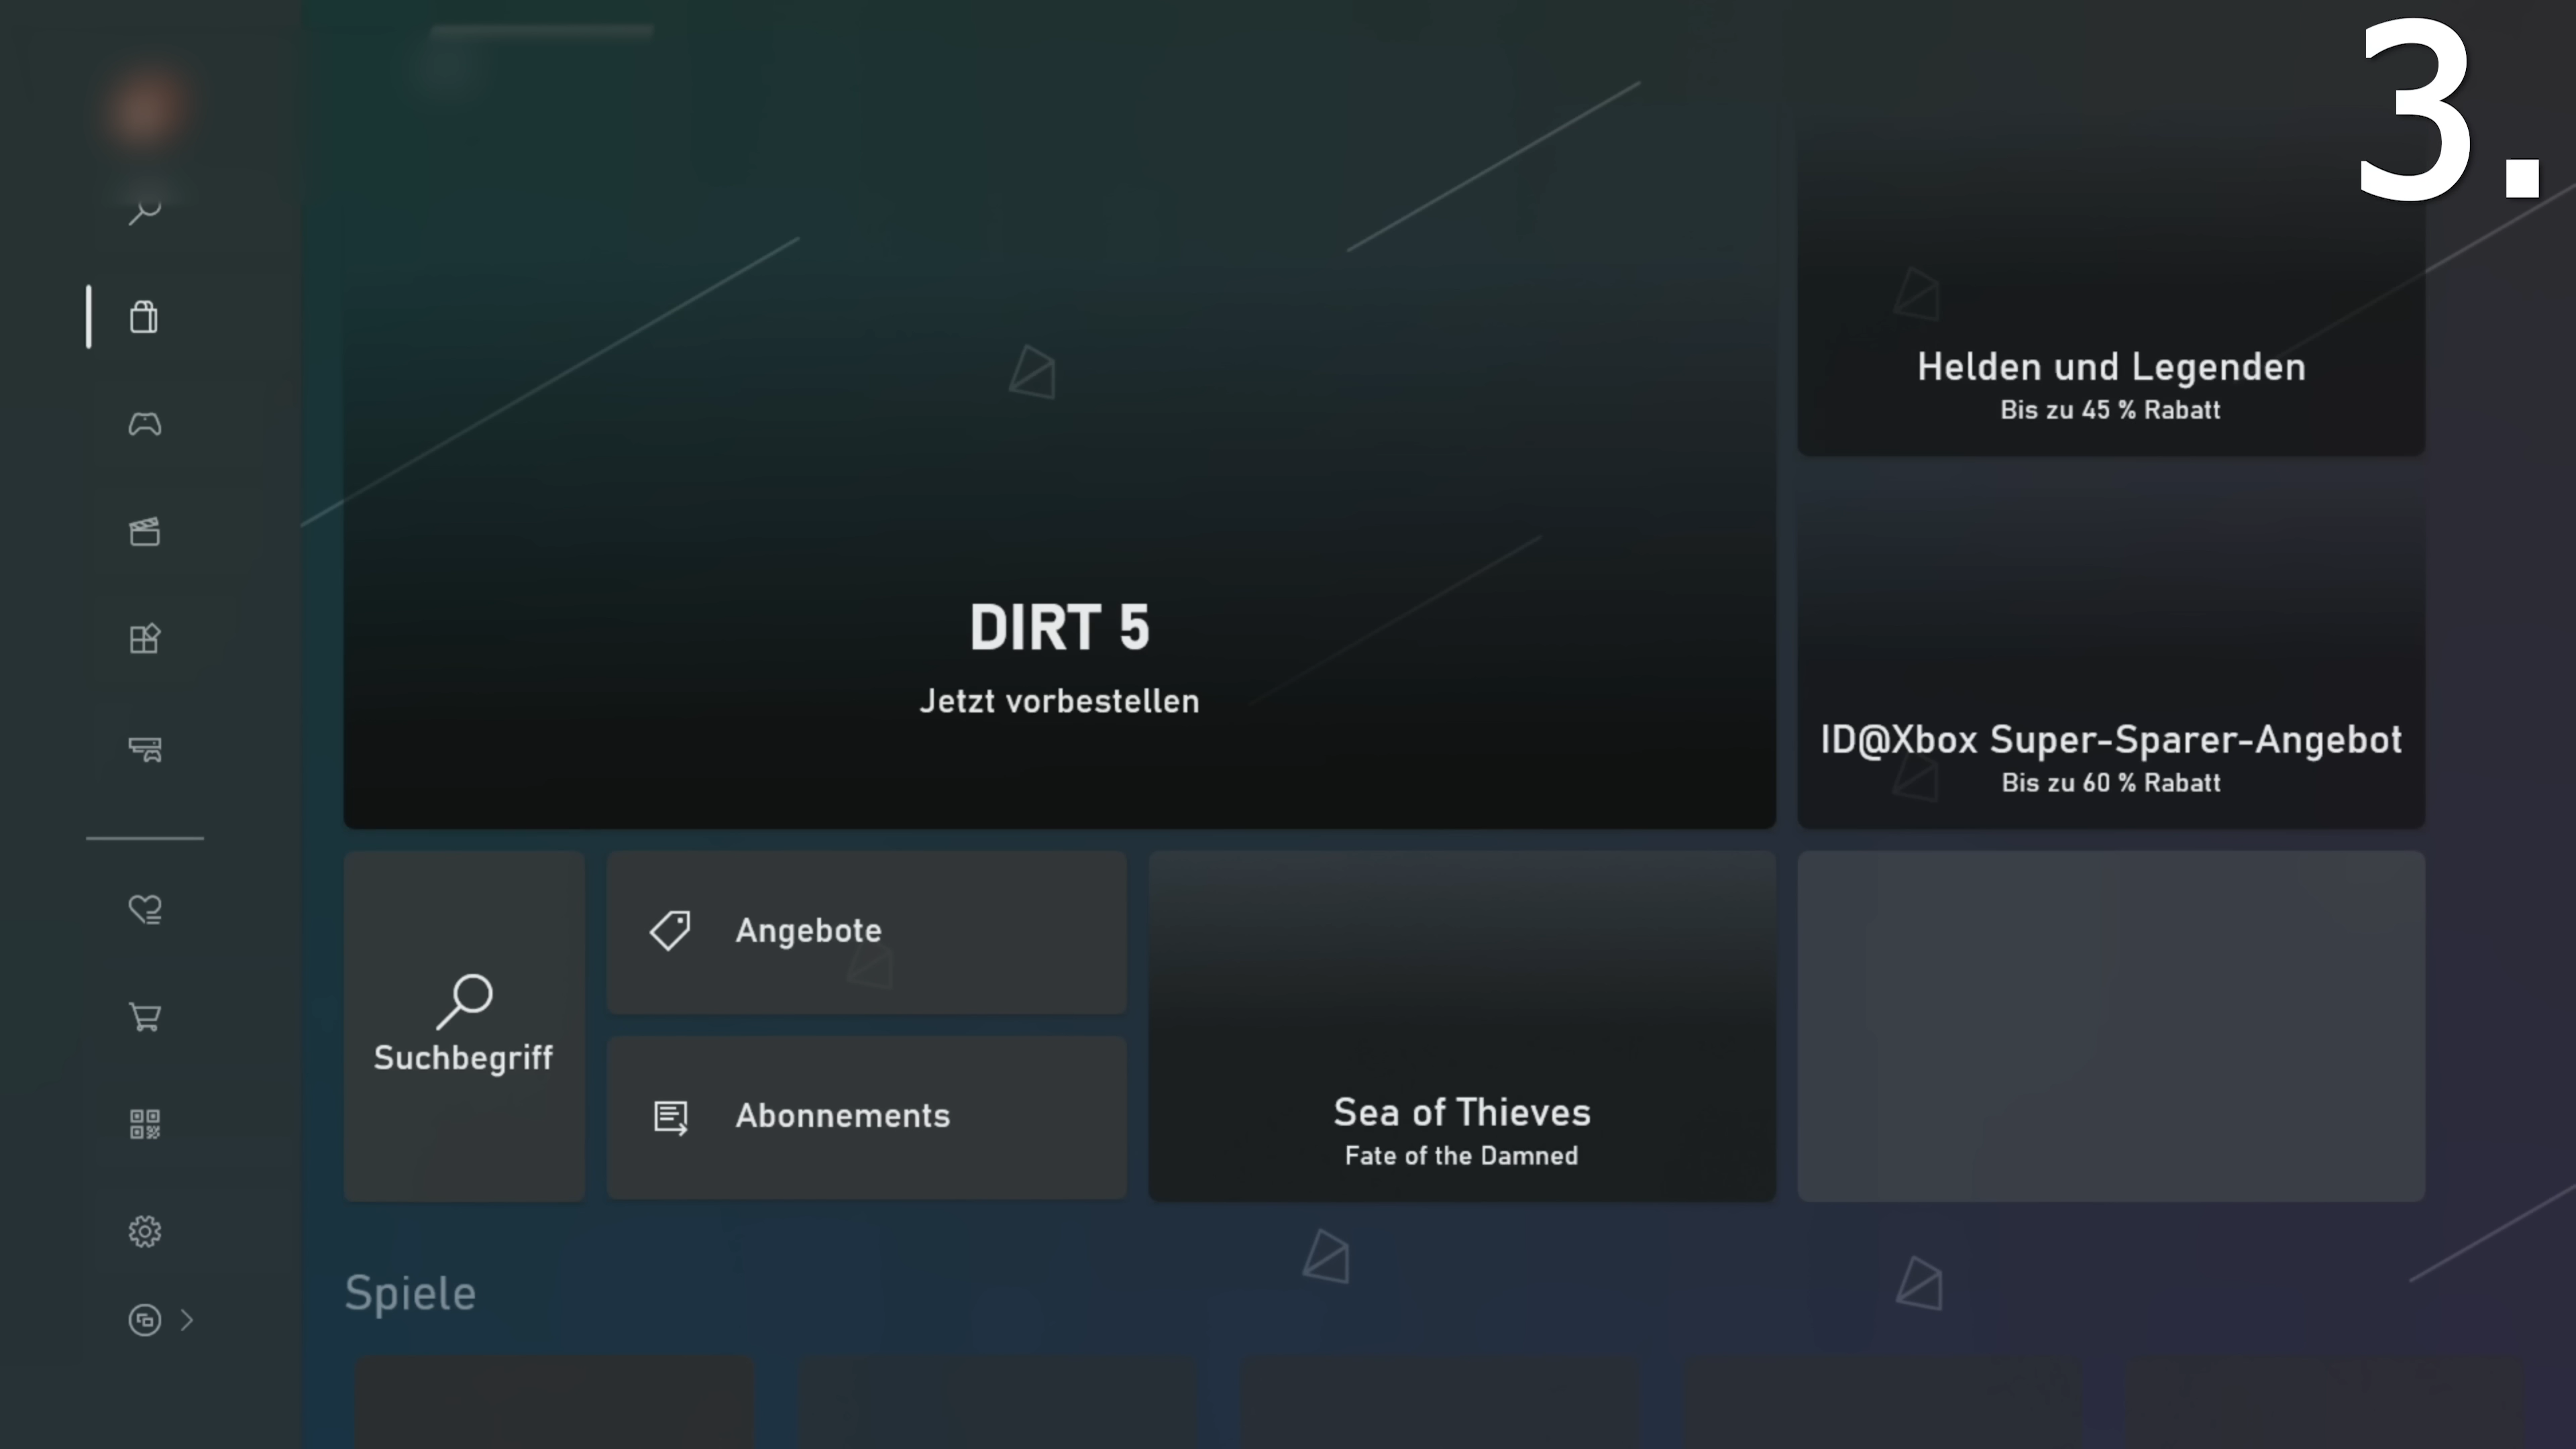 3.
Helden und Legenden
Bis zu 45 % Rabatt
DIRT 5
Jetzt vorbestellen
ID@Xbox Super-Sparer-Angebot
Bis zu 60 % Rabatt
Suchbegriff
Angebote
Abonnements
Sea of Thieves
Fate of the Damned
Spiele